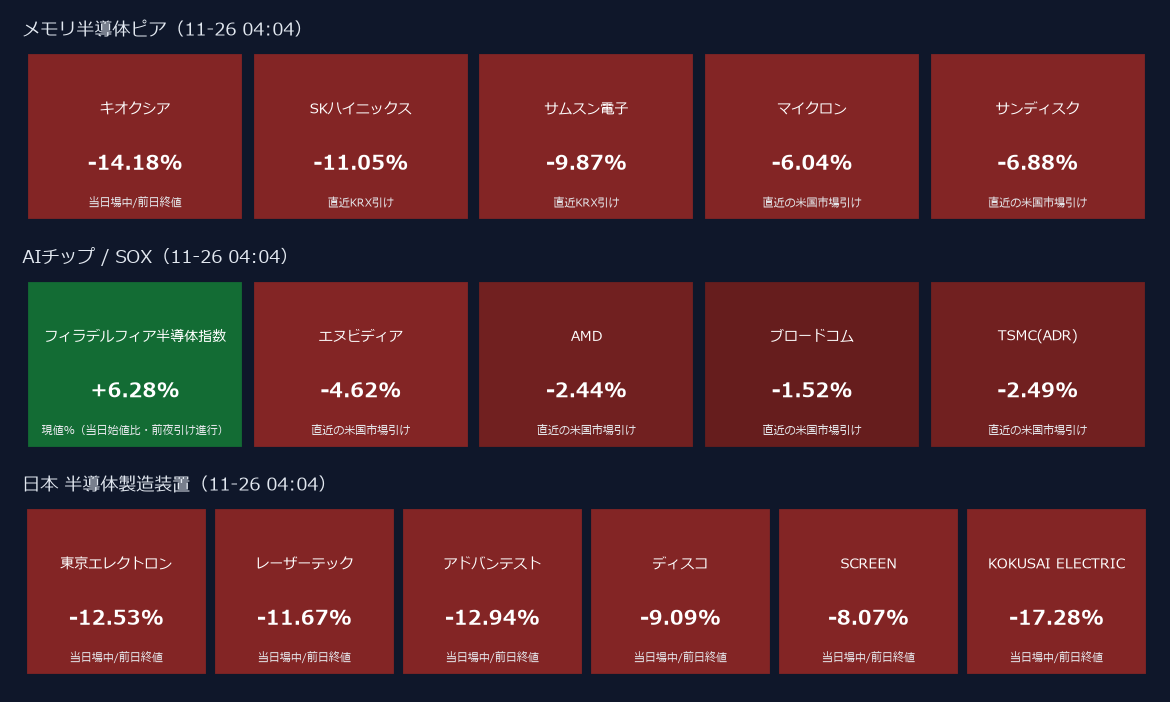 メモリ半導体ピア（11-26 04:04）
キオクシア
-14.18%
当日場中/前日終値
SKハイニックス
-11.05%
直近KRX引け
サムスン電子
-9.87%
直近KRX引け
マイクロン
-6.04%
直近の米国市場引け
サンディスク
-6.88%
直近の米国市場引け
AIチップ / SOX（11-26 04:04）
フィラデルフィア半導体指数
+6.28%
現値%（当日始値比・前夜引け進行）
エヌビディア
-4.62%
直近の米国市場引け
AMD
-2.44%
直近の米国市場引け
ブロードコム
-1.52%
直近の米国市場引け
TSMC(ADR)
-2.49%
直近の米国市場引け
日本 半導体製造装置（11-26 04:04）
東京エレクトロン
-12.53%
当日場中/前日終値
レーザーテック
-11.67%
当日場中/前日終値
アドバンテスト
-12.94%
当日場中/前日終値
ディスコ
-9.09%
当日場中/前日終値
SCREEN
-8.07%
当日場中/前日終値
KOKUSAI ELECTRIC
-17.28%
当日場中/前日終値